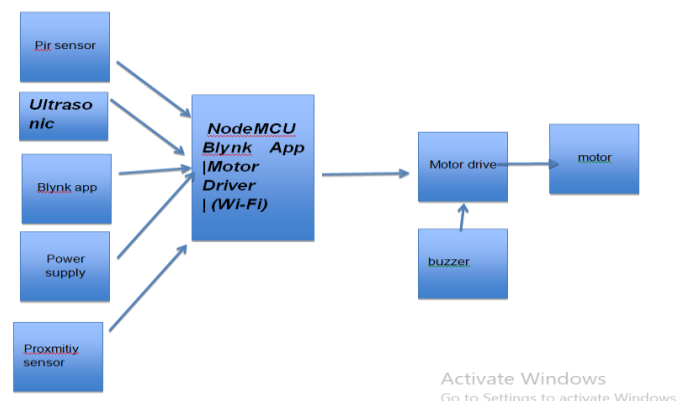 Pir sensor
Ultraso
nic
Blynk app
Power
supply
Proxmitiy
sensor
NodeMCU
Blynk App
|Motor
Driver
| (Wi-Fi)
Motor drive
motor
buzzer
Activate Windows
Go to Settings to activate Windows.